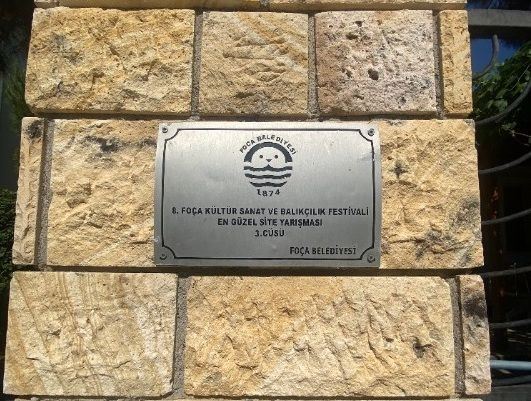 FOÇA BELEDİYESİ
1874
8. FOÇA KÜLTÜR SANAT VE BALIKÇILIK FESTİVALİ
EN GÜZEL SİTE YARIŞMASI
3.CÜSÜ
FOÇA BELEDİYESİ